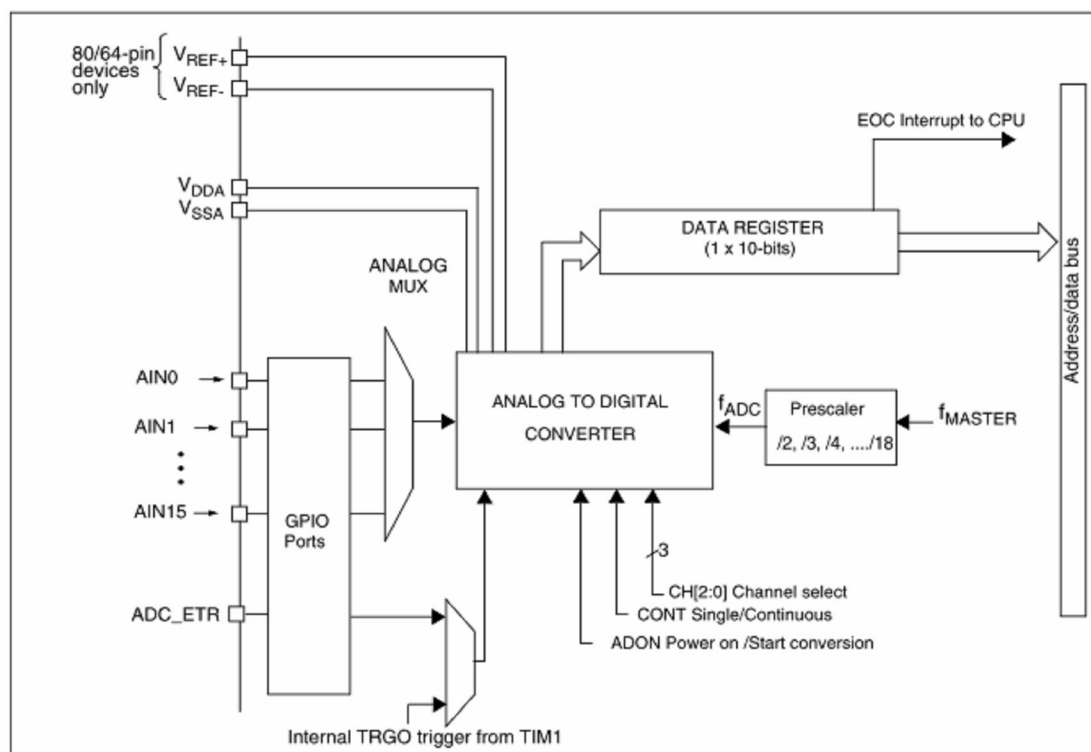 80/64-pin
devices
only
VREF+
VREF-
VDDA
VSSA
EOC Interrupt to CPU
DATA REGISTER
(1 x 10-bits)
Address/data bus
ANALOG
MUX
AIN0
AIN1
AIN15
GPIO
Ports
ANALOG TO DIGITAL
CONVERTER
fADC
Prescaler
/2, /3, /4, ..../18
fMASTER
ADC_ETR
3
CH[2:0] Channel select
CONT Single/Continuous
ADON Power on /Start conversion
Internal TRGO trigger from TIM1